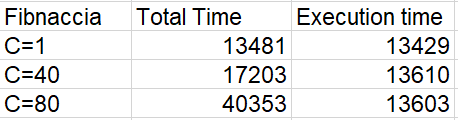 Fibnaccia Total Time Execution time
C=1 13481 13429
C=40 17203 13610
C=80 40353 13603